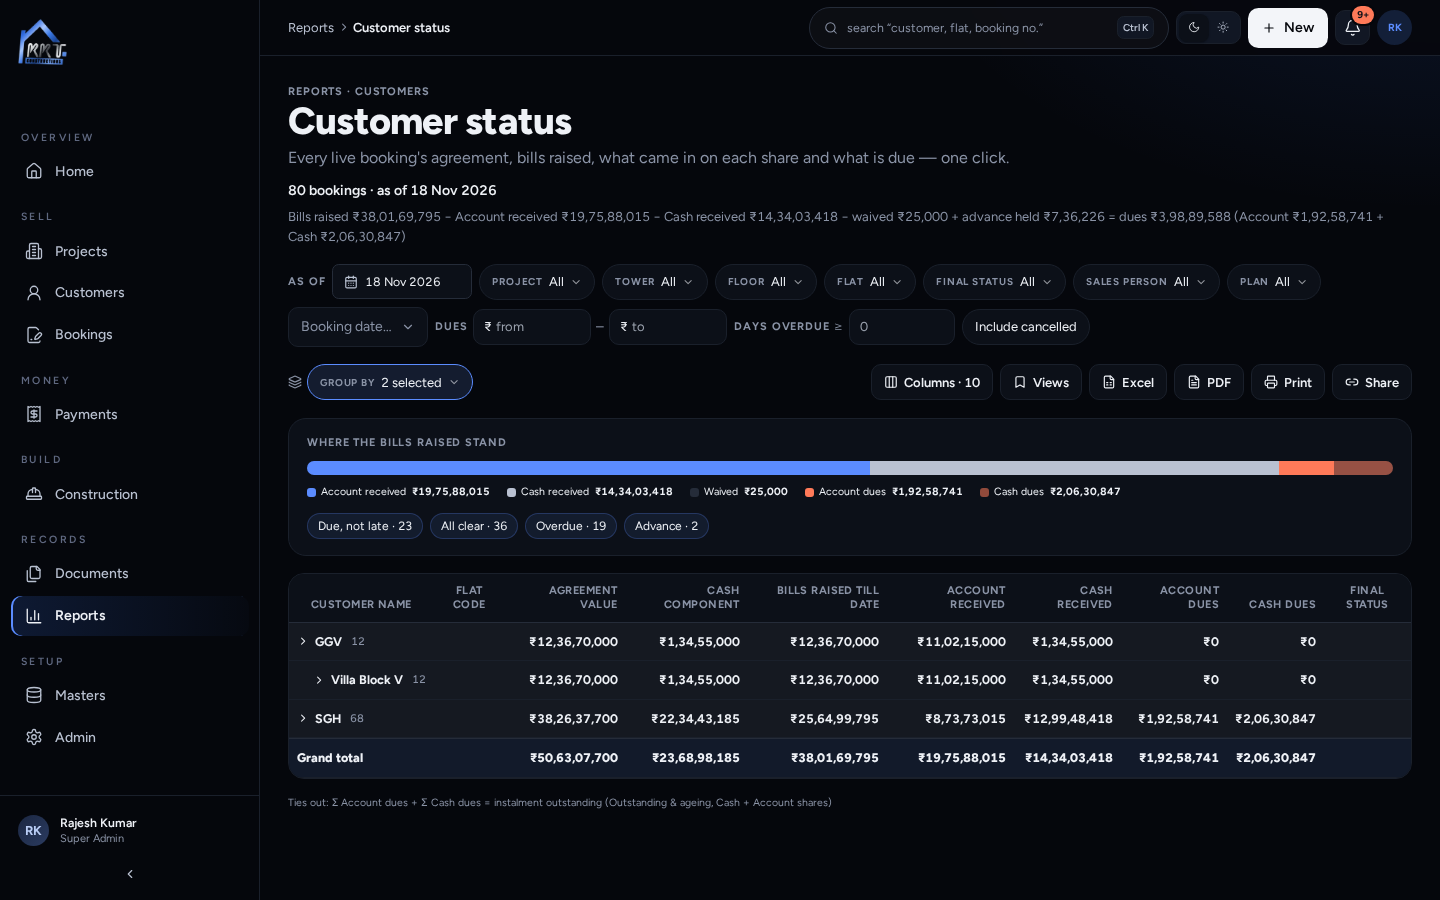 Reports > Customer status
search “customer, flat, booking no.”
Ctrl K
+ New
9+
RK
OVERVIEW
Home
SELL
Projects
Customers
Bookings
MONEY
Payments
BUILD
Construction
RECORDS
Documents
Reports
SETUP
Masters
Admin
RK
Rajesh Kumar
Super Admin
REPORTS · CUSTOMERS
Customer status
Every live booking's agreement, bills raised, what came in on each share and what is due — one click.
80 bookings · as of 18 Nov 2026
Bills raised ₹38,01,69,795 − Account received ₹19,75,88,015 − Cash received ₹14,34,03,418 − waived ₹25,000 + advance held ₹7,36,226 = dues ₹3,98,89,588 (Account ₹1,92,58,741 +
Cash ₹2,06,30,847)
AS OF 18 Nov 2026 PROJECT All TOWER All FLOOR All FLAT All FINAL STATUS All SALES PERSON All PLAN All
Booking date... DUES ₹ from – ₹ to DAYS OVERDUE ≥ 0 Include cancelled
GROUP BY 2 selected Columns · 10 Views Excel PDF Print Share
WHERE THE BILLS RAISED STAND
Account received ₹19,75,88,015 Cash received ₹14,34,03,418 Waived ₹25,000 Account dues ₹1,92,58,741 Cash dues ₹2,06,30,847
Due, not late · 23 All clear · 36 Overdue · 19 Advance · 2
CUSTOMER NAME FLAT CODE AGREEMENT VALUE CASH COMPONENT BILLS RAISED TILL DATE ACCOUNT RECEIVED CASH RECEIVED ACCOUNT DUES CASH DUES FINAL STATUS
GGV 12 ₹12,36,70,000 ₹1,34,55,000 ₹12,36,70,000 ₹11,02,15,000 ₹1,34,55,000 ₹0 ₹0
Villa Block V 12 ₹12,36,70,000 ₹1,34,55,000 ₹12,36,70,000 ₹11,02,15,000 ₹1,34,55,000 ₹0 ₹0
SGH 68 ₹38,26,37,700 ₹22,34,43,185 ₹25,64,99,795 ₹8,73,73,015 ₹12,99,48,418 ₹1,92,58,741 ₹2,06,30,847
Grand total ₹50,63,07,700 ₹23,68,98,185 ₹38,01,69,795 ₹19,75,88,015 ₹14,34,03,418 ₹1,92,58,741 ₹2,06,30,847
Ties out: Σ Account dues + Σ Cash dues = instalment outstanding (Outstanding & ageing, Cash + Account shares)